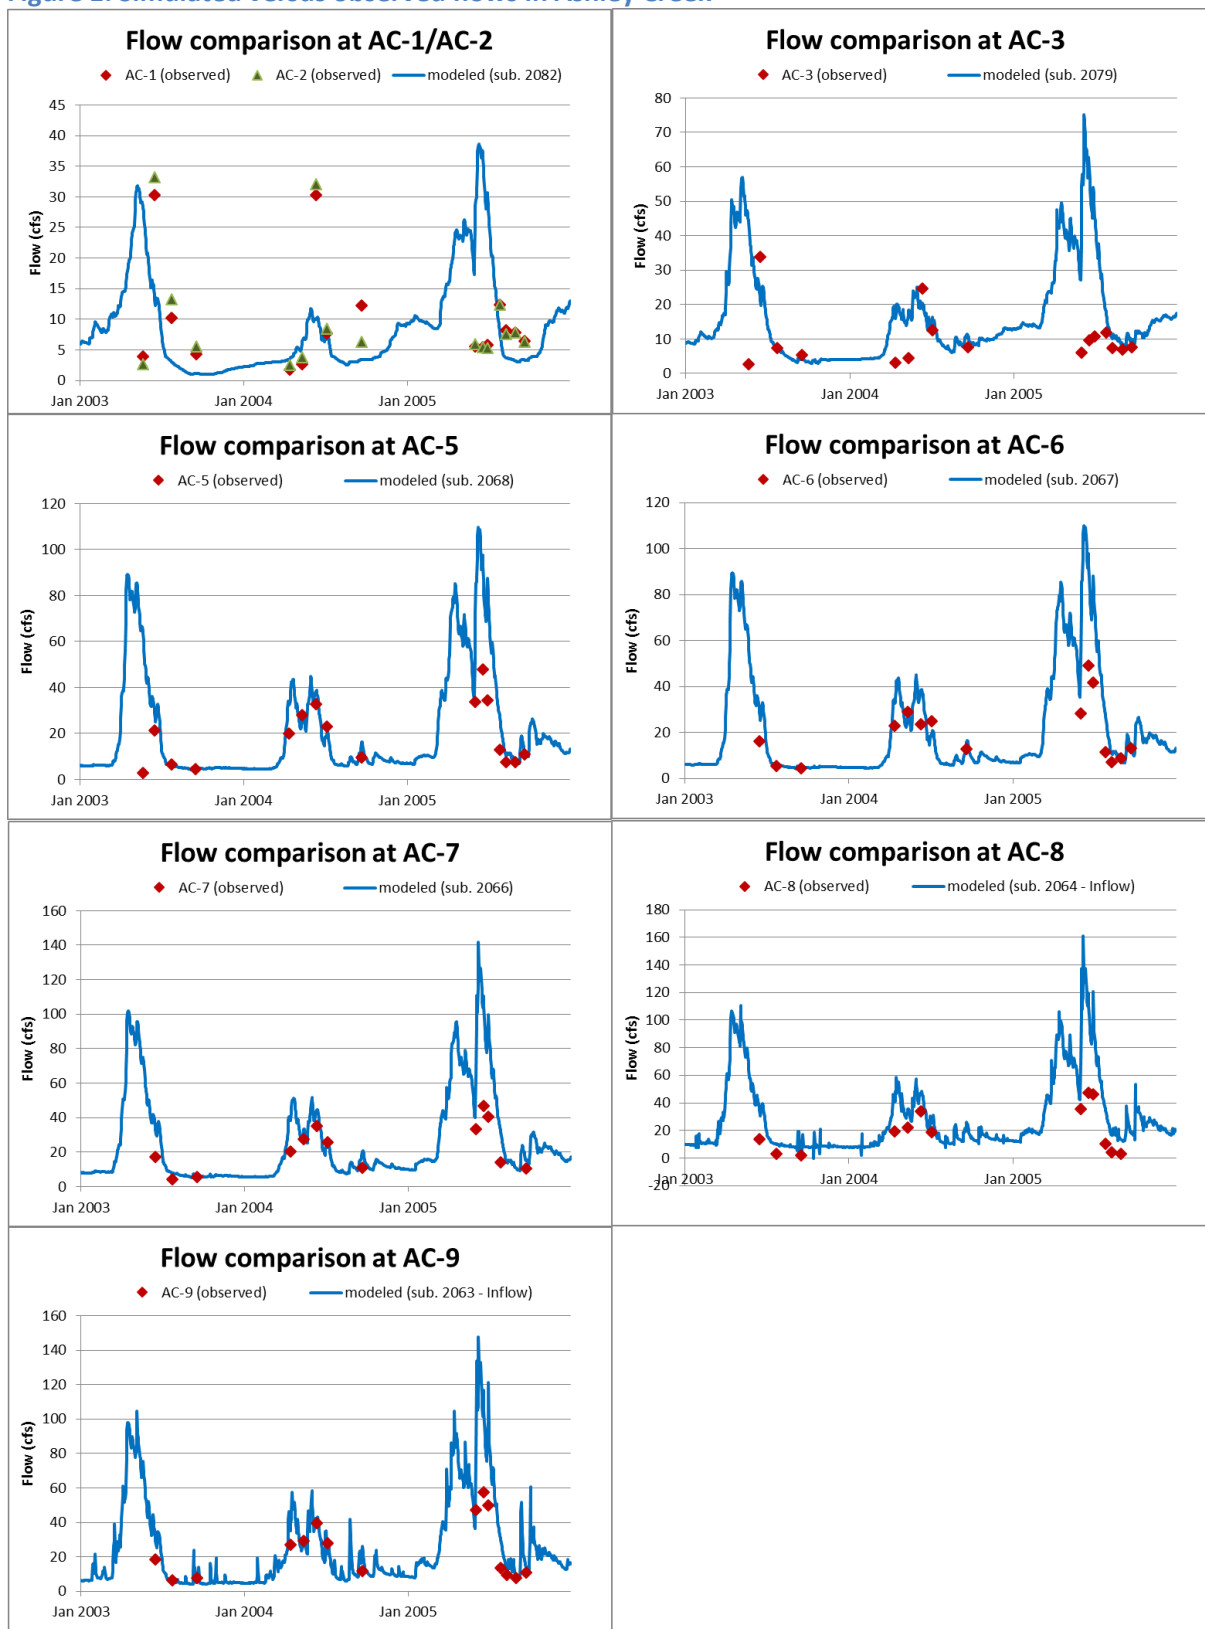 Figure 2. Simulated versus observed flows in Ashley Creek
Flow comparison at AC-1/AC-2
AC-1 (observed) AC-2 (observed) modeled (sub. 2082)
45
40
35
30
25
20
15
10
5
0
Flow (cfs)
Jan 2003 Jan 2004 Jan 2005
Flow comparison at AC-3
AC-3 (observed) modeled (sub. 2079)
80
70
60
50
40
30
20
10
0
Flow (cfs)
Jan 2003 Jan 2004 Jan 2005
Flow comparison at AC-5
AC-5 (observed) modeled (sub. 2068)
120
100
80
60
40
20
0
Flow (cfs)
Jan 2003 Jan 2004 Jan 2005
Flow comparison at AC-6
AC-6 (observed) modeled (sub. 2067)
120
100
80
60
40
20
0
Flow (cfs)
Jan 2003 Jan 2004 Jan 2005
Flow comparison at AC-7
AC-7 (observed) modeled (sub. 2066)
160
140
120
100
80
60
40
20
0
Flow (cfs)
Jan 2003 Jan 2004 Jan 2005
Flow comparison at AC-8
AC-8 (observed) modeled (sub. 2064 - Inflow)
180
160
140
120
100
80
60
40
20
0
-20
Flow (cfs)
Jan 2003 Jan 2004 Jan 2005
Flow comparison at AC-9
AC-9 (observed) modeled (sub. 2063 - Inflow)
160
140
120
100
80
60
40
20
0
Flow (cfs)
Jan 2003 Jan 2004 Jan 2005